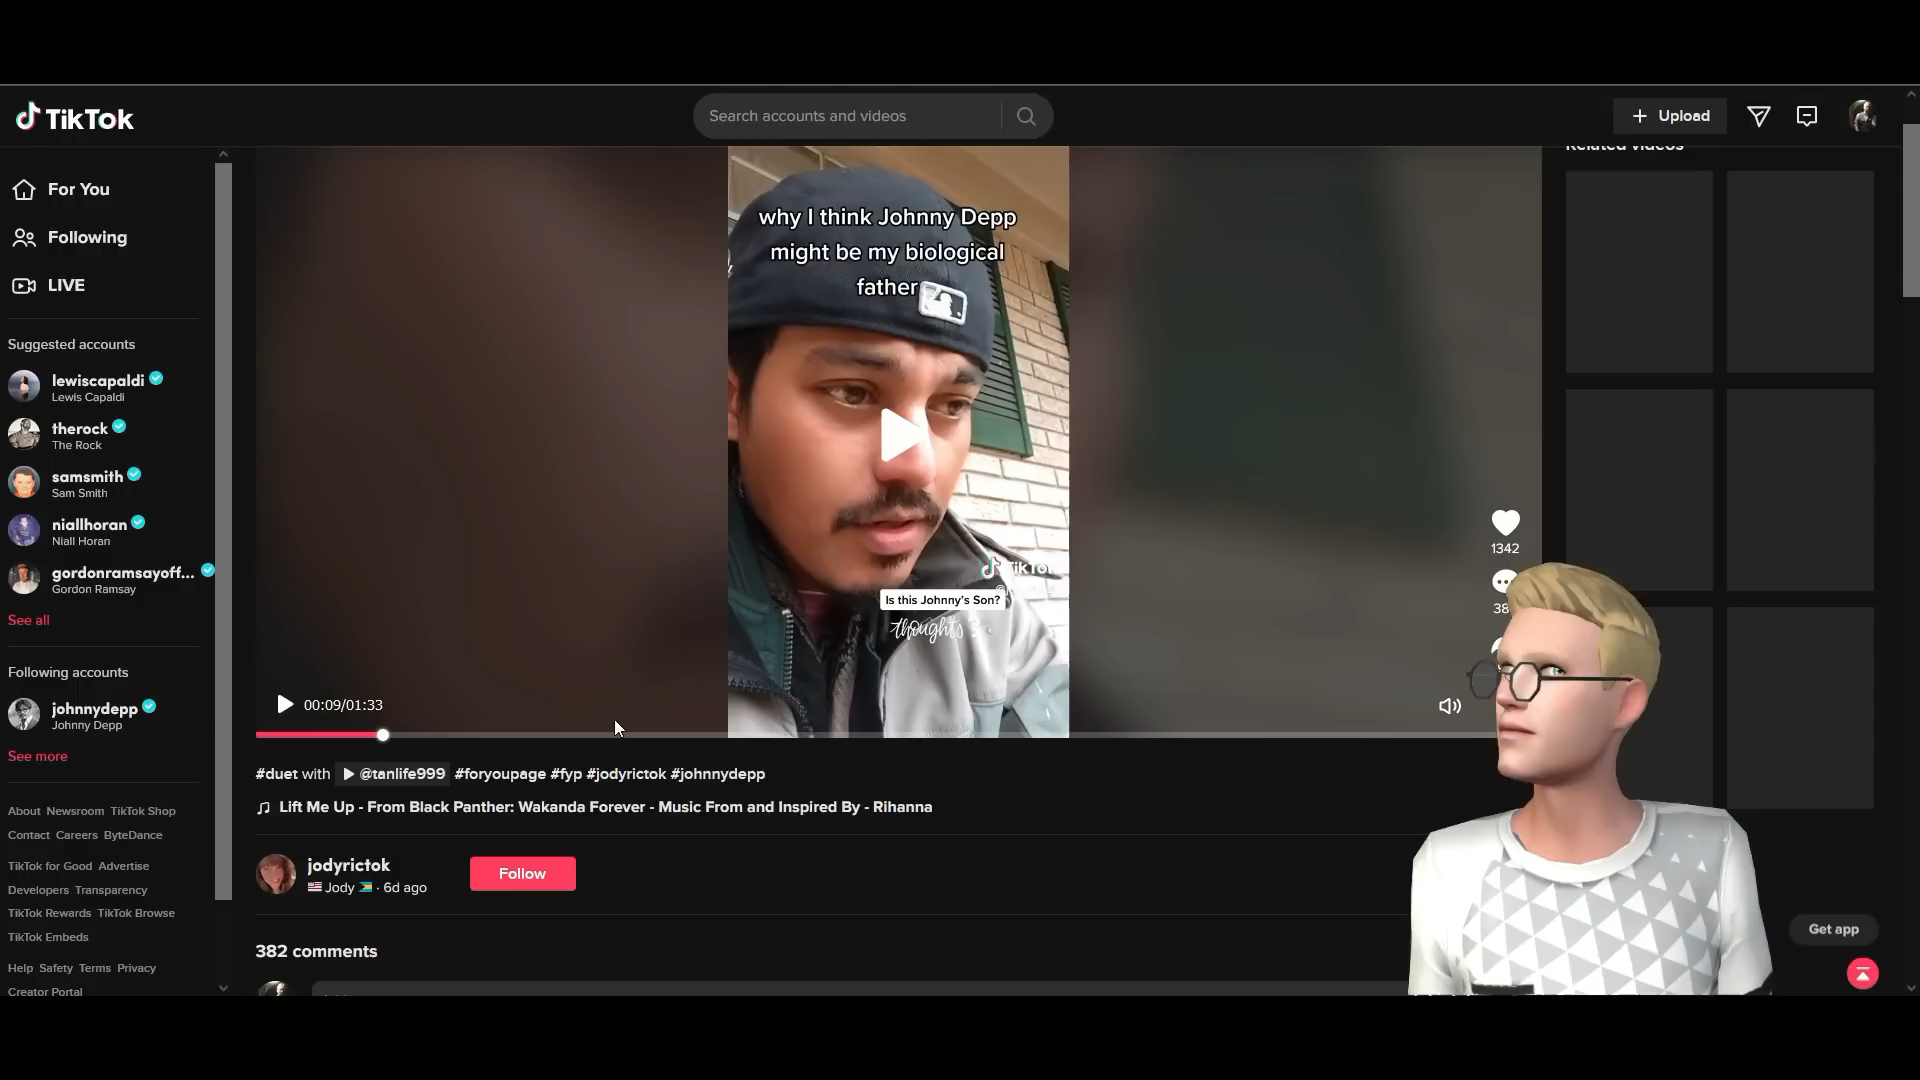 TikTok
Search accounts and videos
Upload
Related videos
For You
Following
LIVE
Suggested accounts
lewiscapaldi
Lewis Capaldi
therock
The Rock
samsmith
Sam Smith
niallhoran
Niall Horan
gordonramsayoff...
Gordon Ramsay
See all
Following accounts
johnnydepp
Johnny Depp
See more
About Newsroom TikTok Shop
Contact Careers ByteDance
TikTok for Good Advertise
Developers Transparency
TikTok Rewards TikTok Browse
TikTok Embeds
Help Safety Terms Privacy
Creator Portal
why I think Johnny Depp
might be my biological
father
TikTok
Is this Johnny's Son?
thoughts?
1342
00:09/01:33
#duet with @tanlife999 #foryoupage #fyp #jodyrictok #johnnydepp
Lift Me Up - From Black Panther: Wakanda Forever - Music From and Inspired By - Rihanna
jodyrictok
Jody · 6d ago
Follow
382 comments
Get app